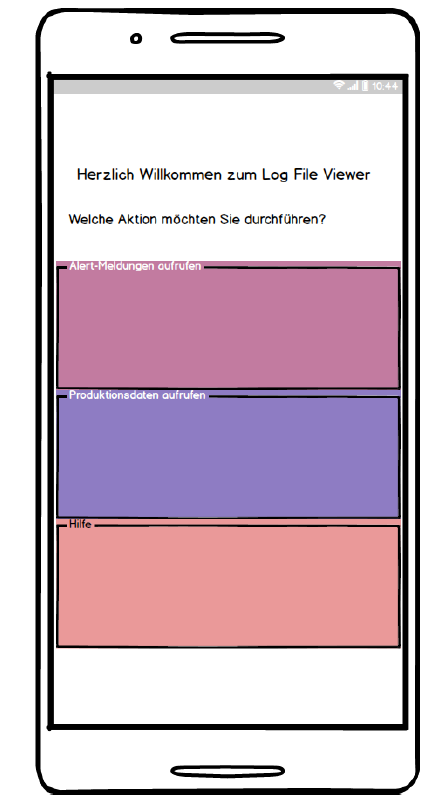 10:44
Herzlich Willkommen zum Log File Viewer
Welche Aktion möchten Sie durchführen?
Alert-Meldungen aufrufen
Produktionsdaten aufrufen
Hilfe